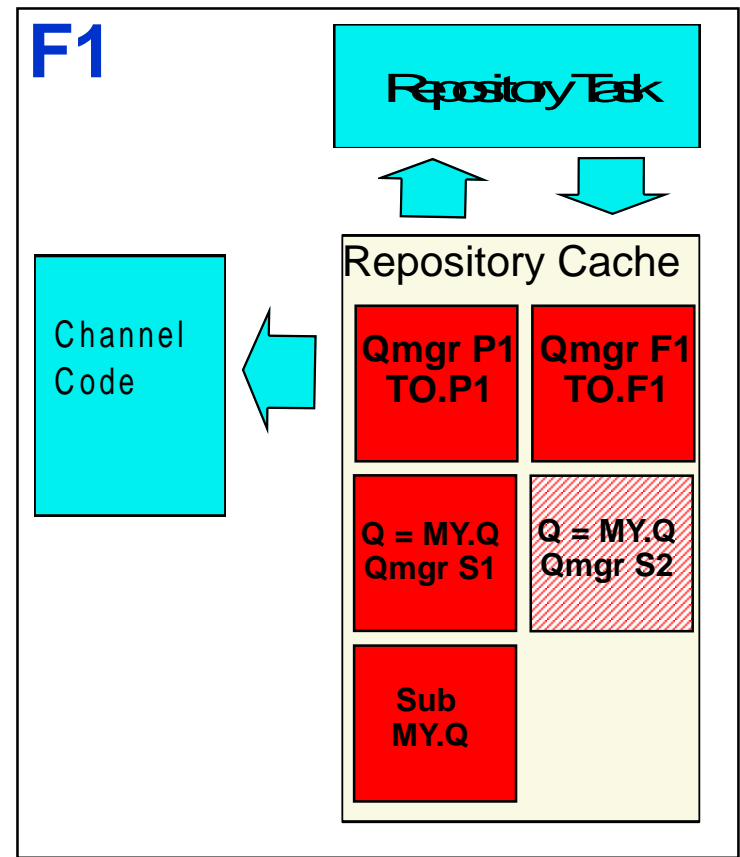 F1
Repository Task
Repository Cache
Channel
Code
Qmgr P1
TO.P1
Qmgr F1
TO.F1
Q = MY.Q
Qmgr S1
Q = MY.Q
Qmgr S2
Sub
MY.Q